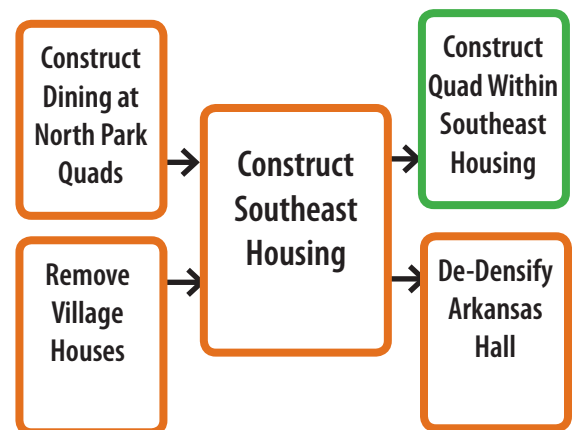 Construct
Dining at
North Park
Quads
Remove
Village
Houses
Construct
Southeast
Housing
Construct
Quad Within
Southeast
Housing
De-Densify
Arkansas
Hall